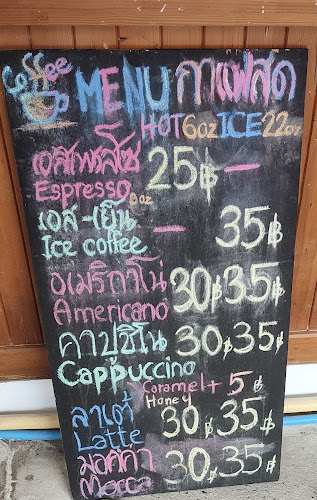 Coffee MENU กาแฟสด
HOT 6oz ICE 22oz
เอสเพรสโซ 25฿ -
Espresso 8oz
เอส-เย็น - 35฿
Ice coffee
อเมริกาโน่ 30฿ 35฿
Americano
คาปูชิโน 30฿ 35฿
Cappuccino
Caramel + 5฿
Honey
ลาเต้ 30฿ 35฿
Latte
มอคค่า 30฿ 35฿
Mocca